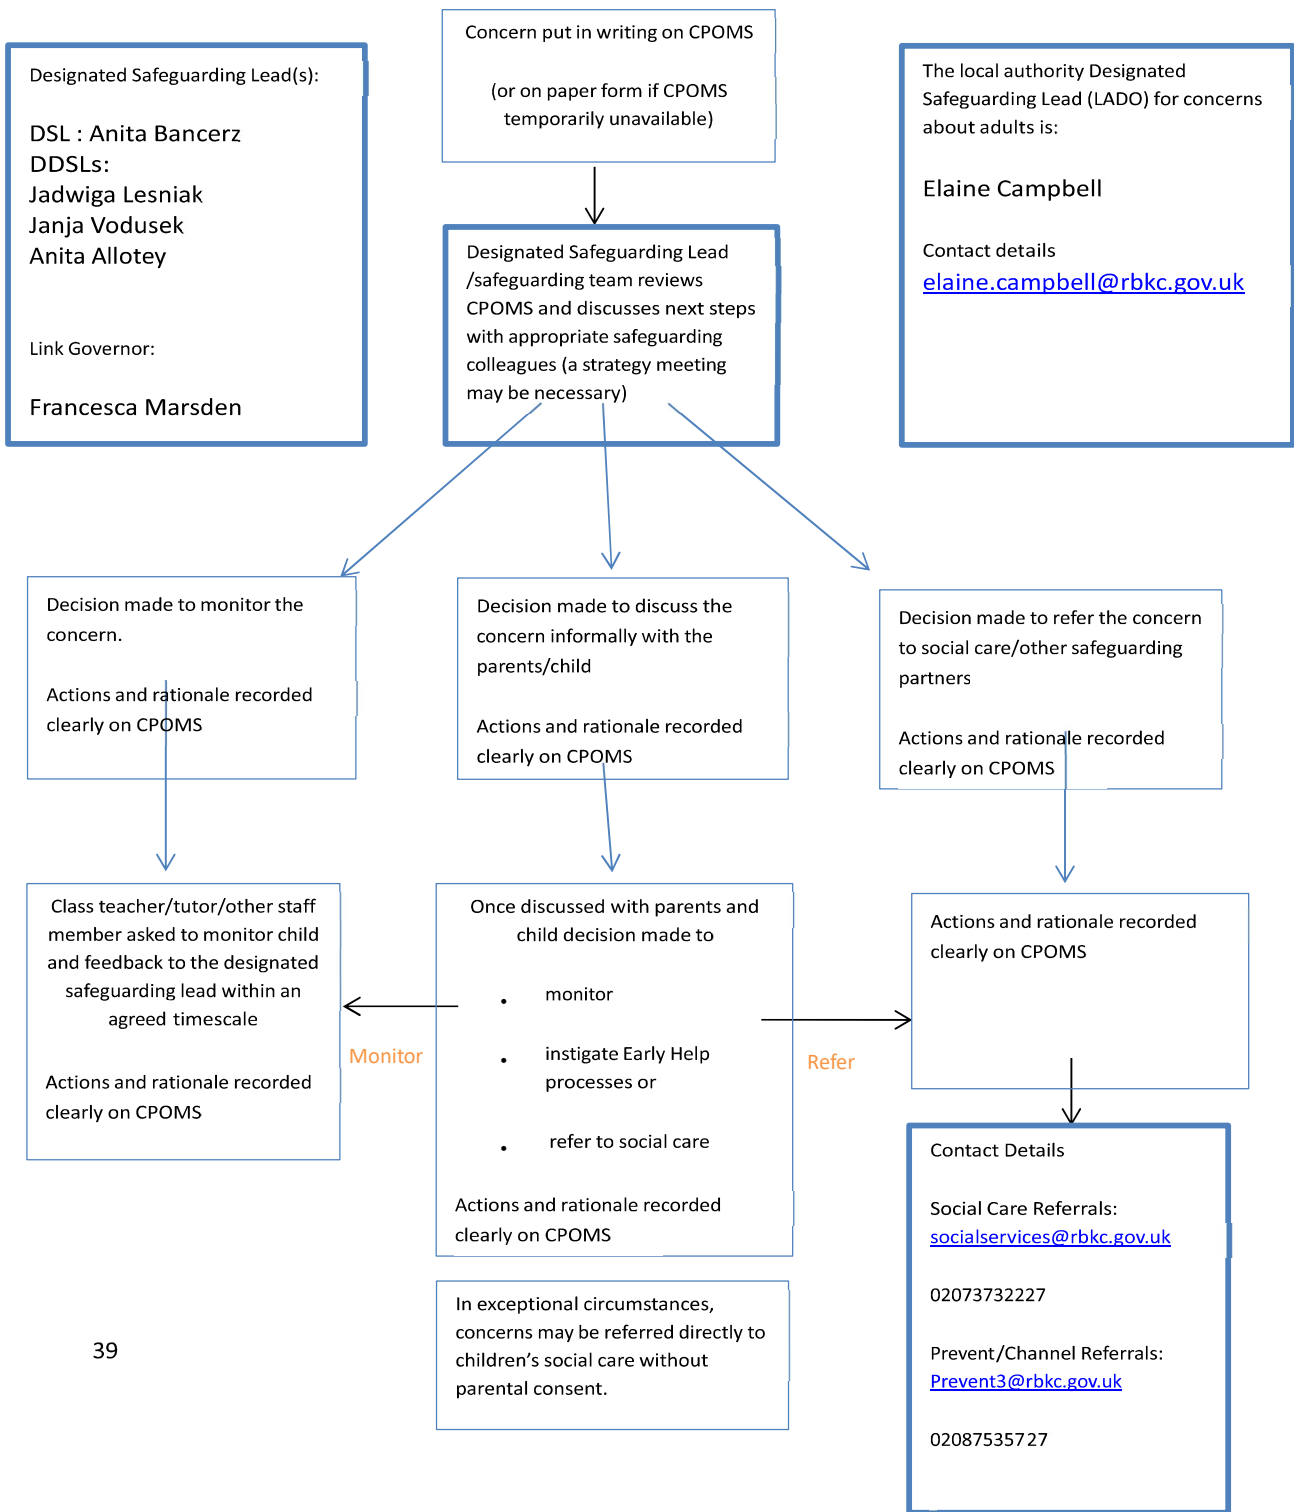 Concern put in writing on CPOMS
(or on paper form if CPOMS
temporarily unavailable)
Designated Safeguarding Lead(s):
DSL : Anita Bancerz
DDSLs:
Jadwiga Lesniak
Janja Vodusek
Anita Allotey
Link Governor:
Francesca Marsden
Designated Safeguarding Lead
/safeguarding team reviews
CPOMS and discusses next steps
with appropriate safeguarding
colleagues (a strategy meeting
may be necessary)
The local authority Designated
Safeguarding Lead (LADO) for concerns
about adults is:
Elaine Campbell
Contact details
elaine.campbell@rbkc.gov.uk
Decision made to monitor the
concern.
Actions and rationale recorded
clearly on CPOMS
Decision made to discuss the
concern informally with the
parents/child
Actions and rationale recorded
clearly on CPOMS
Decision made to refer the concern
to social care/other safeguarding
partners
Actions and rationale recorded
clearly on CPOMS
Class teacher/tutor/other staff
member asked to monitor child
and feedback to the designated
safeguarding lead within an
agreed timescale
Actions and rationale recorded
clearly on CPOMS
Monitor
Once discussed with parents and
child decision made to
• monitor
• instigate Early Help
processes or
• refer to social care
Actions and rationale recorded
clearly on CPOMS
Refer
Actions and rationale recorded
clearly on CPOMS
In exceptional circumstances,
concerns may be referred directly to
children’s social care without
parental consent.
Contact Details
Social Care Referrals:
socialservices@rbkc.gov.uk
02073732227
Prevent/Channel Referrals:
Prevent3@rbkc.gov.uk
02087535727
39